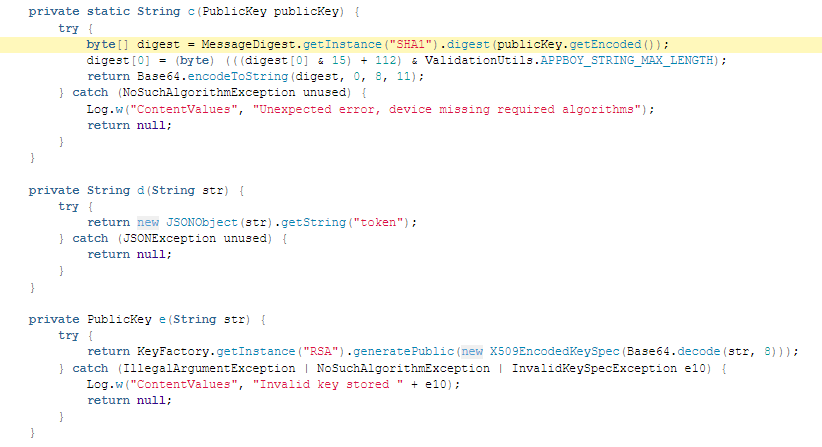 private static String c(PublicKey publicKey) {
try {
byte[] digest = MessageDigest.getInstance("SHA1").digest(publicKey.getEncoded());
digest[0] = (byte) (((digest[0] & 15) + 112) & ValidationUtils.APPBOY_STRING_MAX_LENGTH);
return Base64.encodeToString(digest, 0, 8, 11);
} catch (NoSuchAlgorithmException unused) {
Log.w("ContentValues", "Unexpected error, device missing required algorithms");
return null;
}
}
private String d(String str) {
try {
return new JSONObject(str).getString("token");
} catch (JSONException unused) {
return null;
}
}
private PublicKey e(String str) {
try {
return KeyFactory.getInstance("RSA").generatePublic(new X509EncodedKeySpec(Base64.decode(str, 8)));
} catch (IllegalArgumentException | NoSuchAlgorithmException | InvalidKeySpecException e10) {
Log.w("ContentValues", "Invalid key stored " + e10);
return null;
}
}